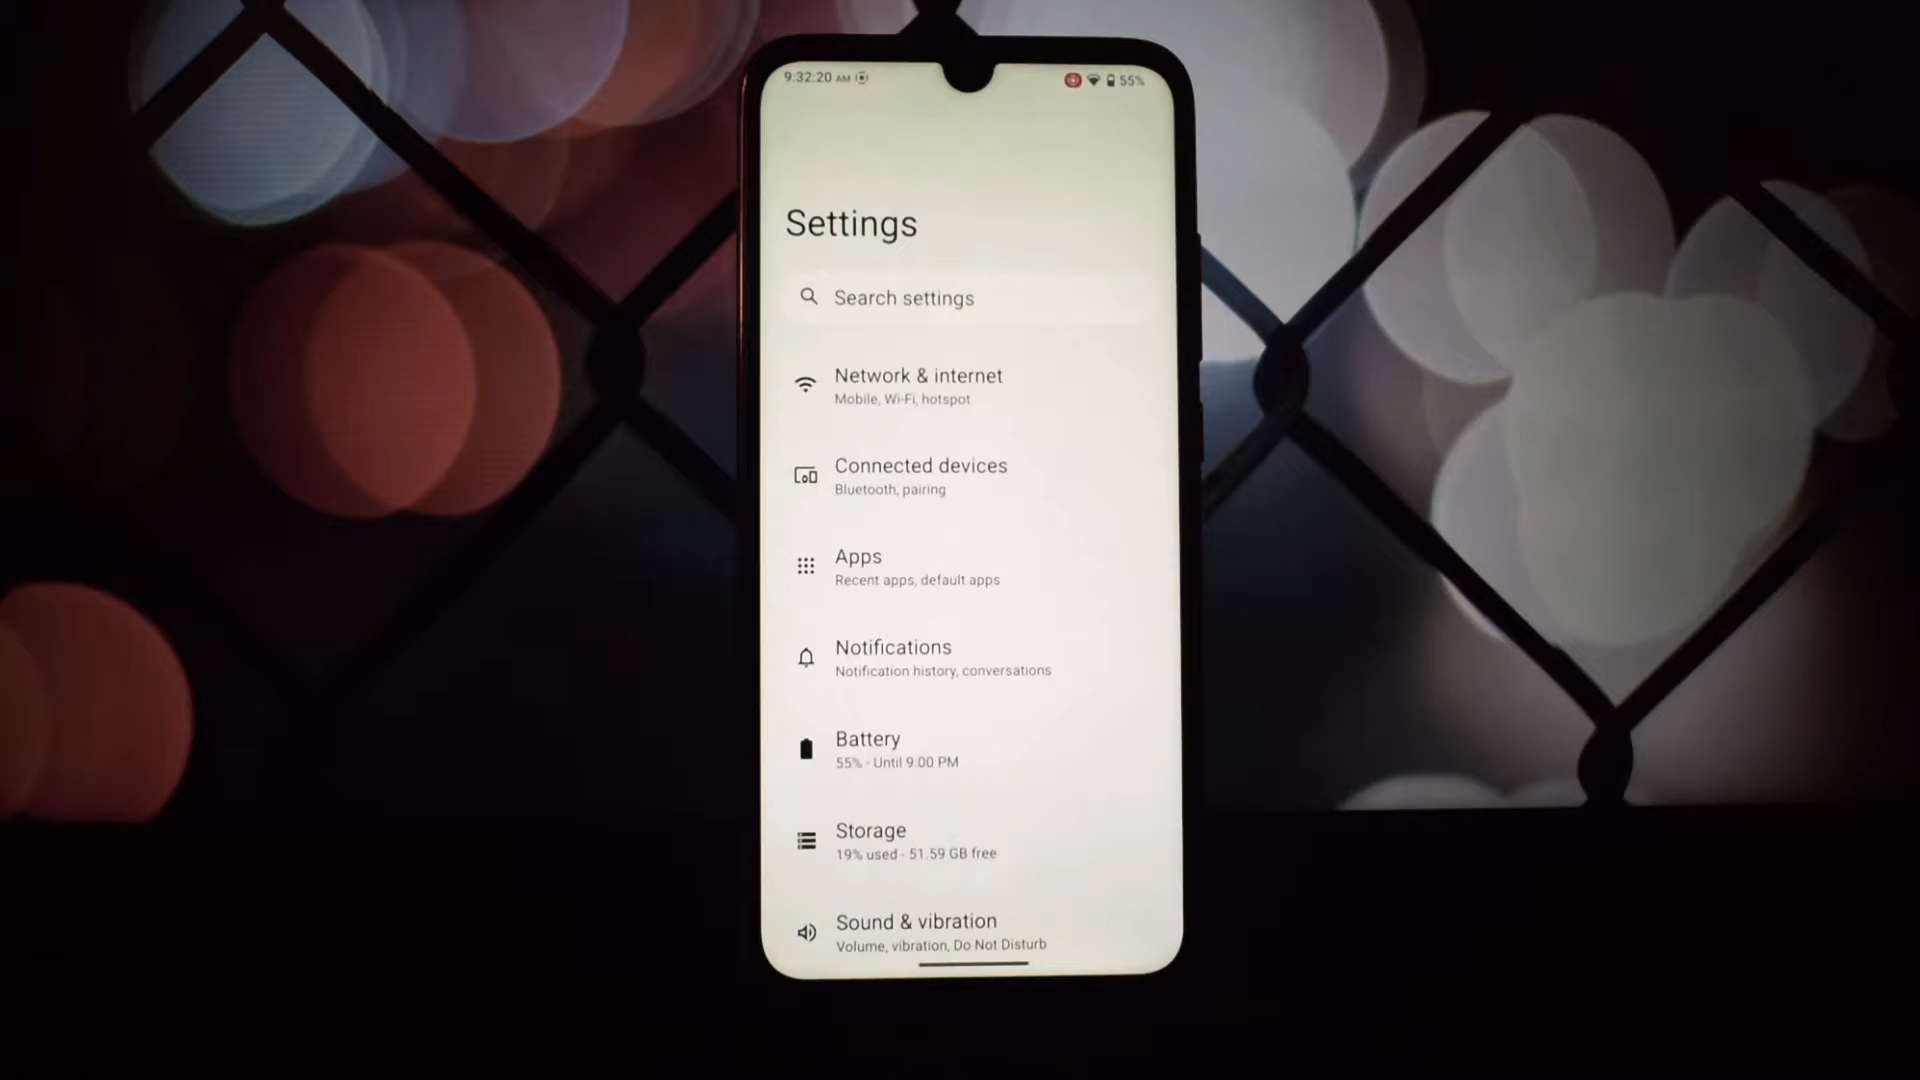 9:32:20 AM 55%
Settings
Search settings
Network & internet
Mobile, Wi-Fi, hotspot
Connected devices
Bluetooth, pairing
Apps
Recent apps, default apps
Notifications
Notification history, conversations
Battery
55% - Until 9:00 PM
Storage
19% used - 51.59 GB free
Sound & vibration
Volume, vibration, Do Not Disturb